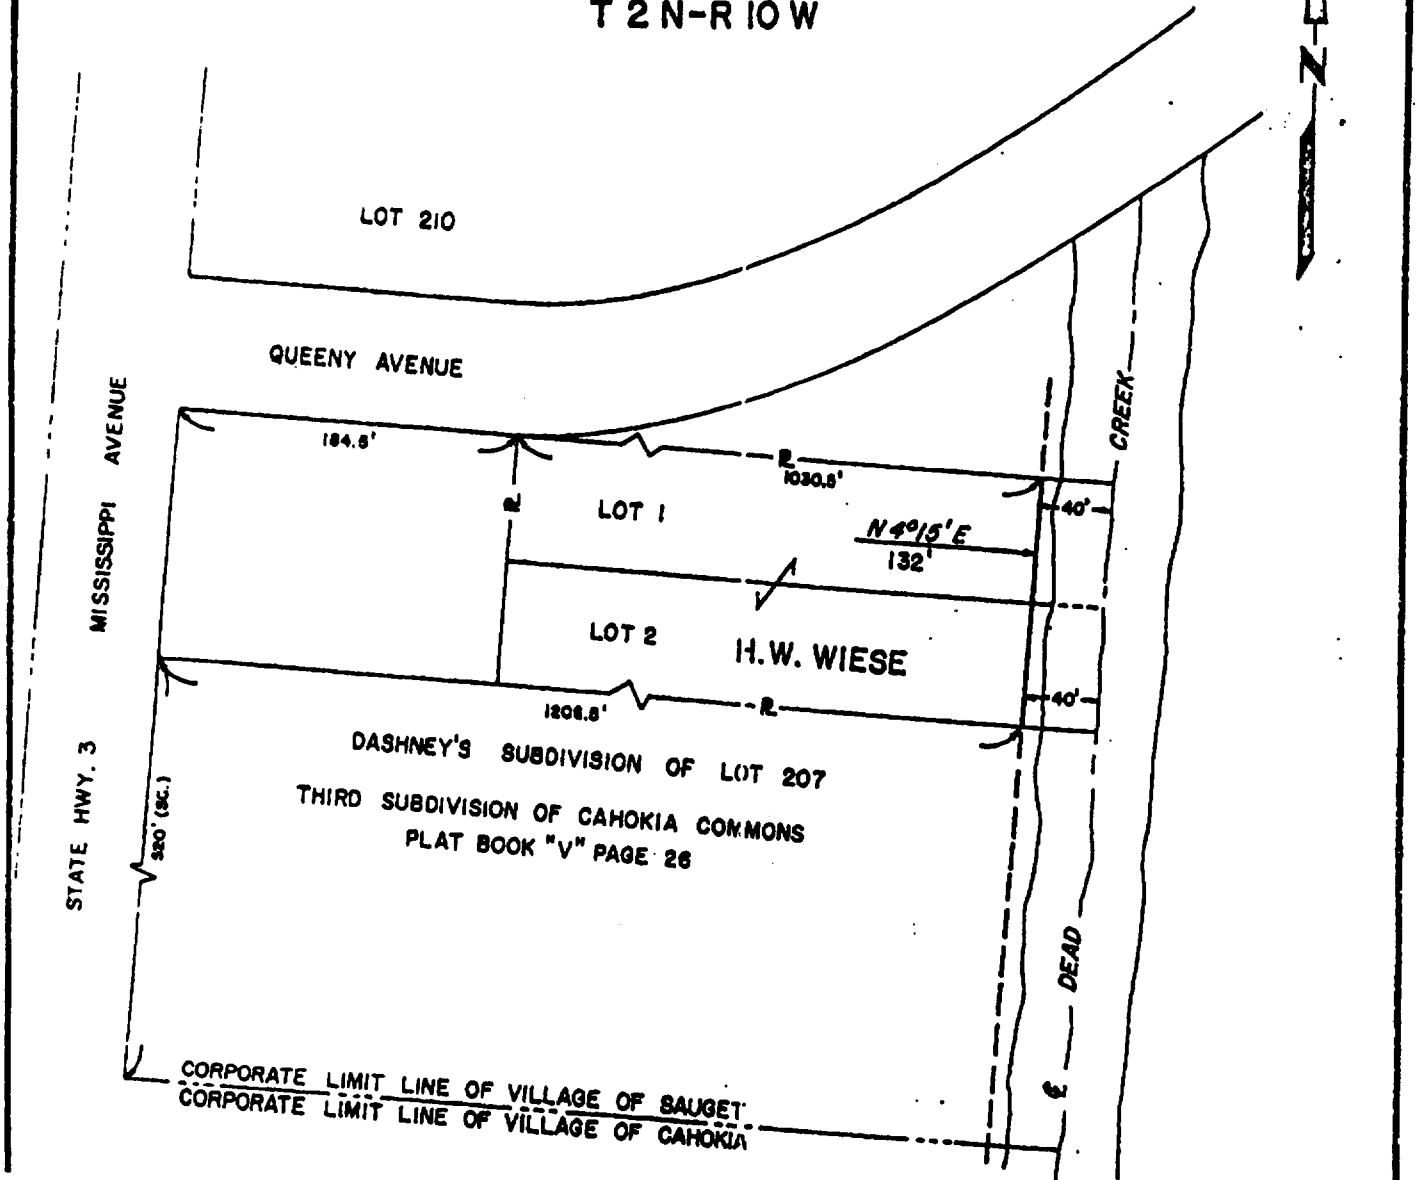 T 2 N-R 10 W
N
LOT 210
QUEENY AVENUE
MISSISSIPPI AVENUE
STATE HWY. 3
184.5'
1030.5'
LOT 1
N 4°15' E
132'
40'
CREEK
LOT 2
H.W. WIESE
40'
1206.5'
DASHNEY'S SUBDIVISION OF LOT 207
THIRD SUBDIVISION OF CAHOKIA COMMONS
PLAT BOOK "V" PAGE 26
520' (SC.)
DEAD
CORPORATE LIMIT LINE OF VILLAGE OF SAUGET
CORPORATE LIMIT LINE OF VILLAGE OF CAHOKIA